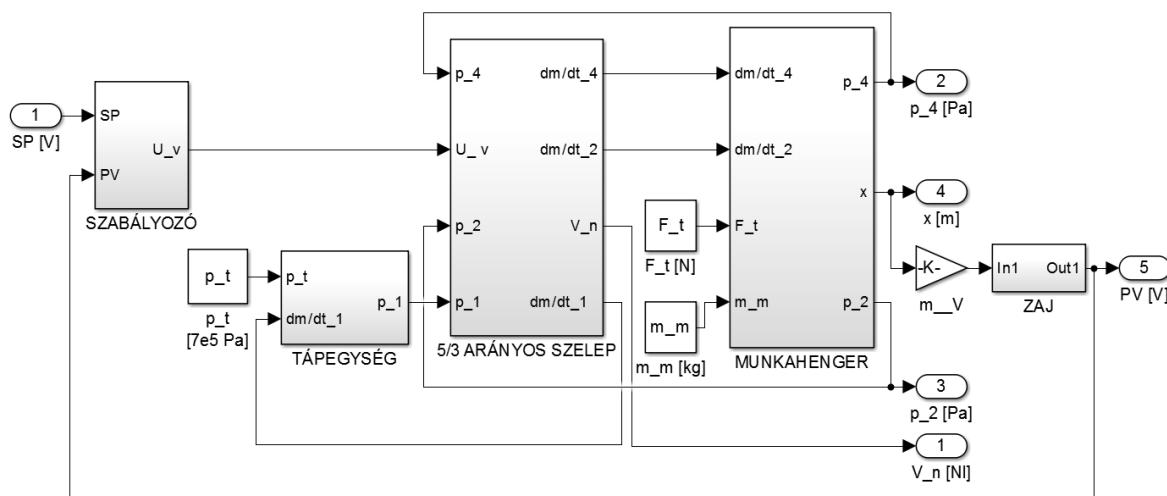 1
SP [V]
SP
PV
U_v
SZABÁLYOZÓ
p_t
p_t
[7e5 Pa]
p_t
dm/dt_1
p_1
TÁPEGYSÉG
p_4
U_ v
p_2
p_1
dm/dt_4
dm/dt_2
V_n
dm/dt_1
5/3 ARÁNYOS SZELEP
F_t
F_t [N]
m_m
m_m [kg]
dm/dt_4
dm/dt_2
F_t
m_m
p_4
x
p_2
MUNKAHENGER
2
p_4 [Pa]
4
x [m]
-K-
m__V
In1
Out1
ZAJ
5
PV [V]
3
p_2 [Pa]
1
V_n [Nl]